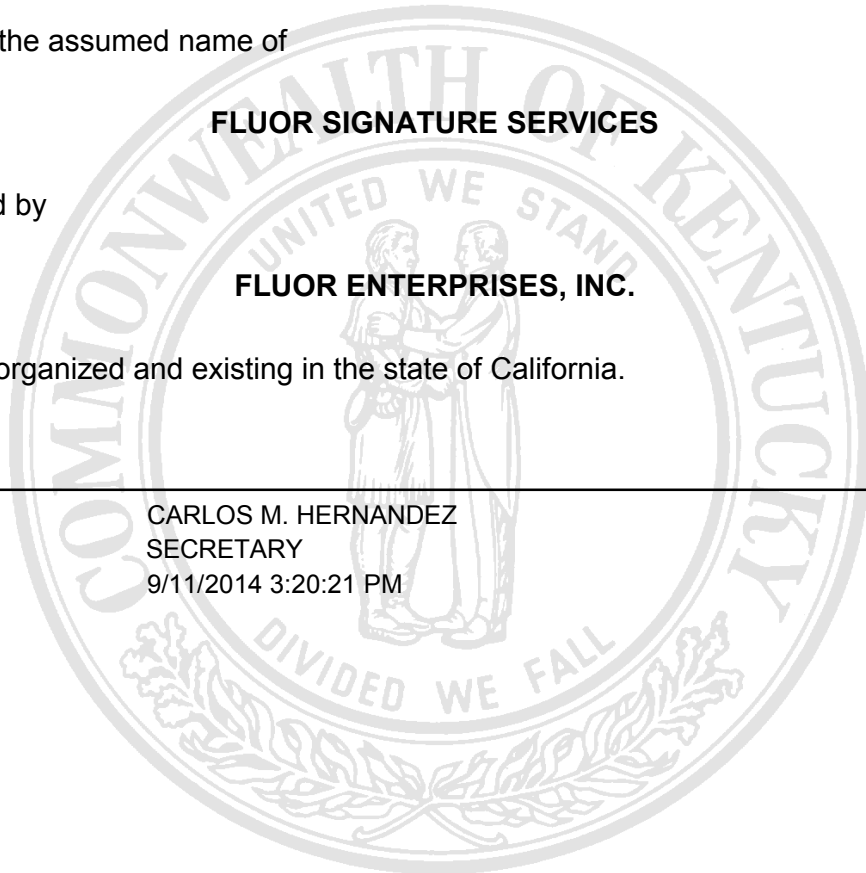 the assumed name of
FLUOR SIGNATURE SERVICES
d by
FLUOR ENTERPRISES, INC.
organized and existing in the state of California.
CARLOS M. HERNANDEZ
SECRETARY
9/11/2014 3:20:21 PM
COMMONWEALTH OF KENTUCKY
UNITED WE STAND
DIVIDED WE FALL